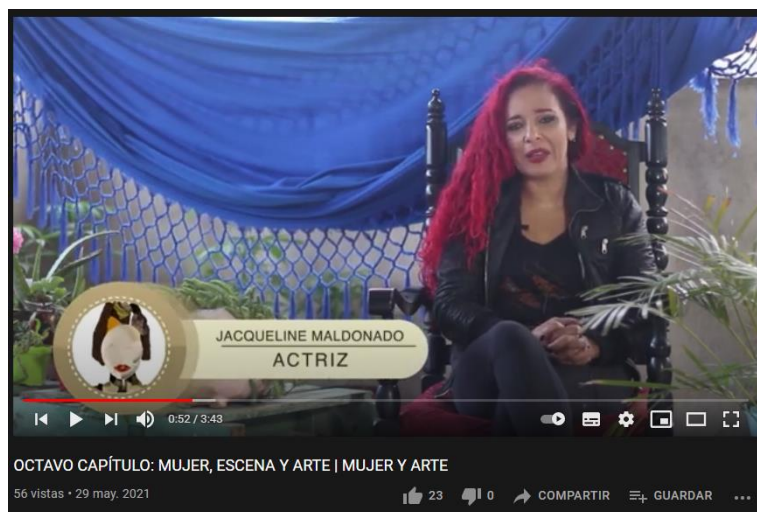 JACQUELINE MALDONADO
ACTRIZ
0:52 / 3:43
OCTAVO CAPÍTULO: MUJER, ESCENA Y ARTE | MUJER Y ARTE
56 vistas • 29 may. 2021
23
0
COMPARTIR
GUARDAR